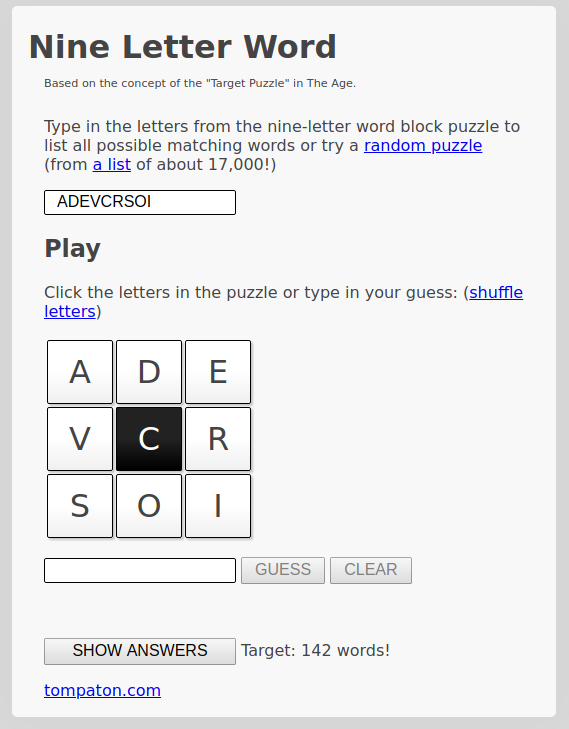 Nine Letter Word
Based on the concept of the "Target Puzzle" in The Age.
Type in the letters from the nine-letter word block puzzle to
list all possible matching words or try a random puzzle
(from a list of about 17,000!)
ADEVCRSOI
Play
Click the letters in the puzzle or type in your guess: (shuffle
letters)
A D E
V C R
S O I
GUESS CLEAR
SHOW ANSWERS Target: 142 words!
tompaton.com